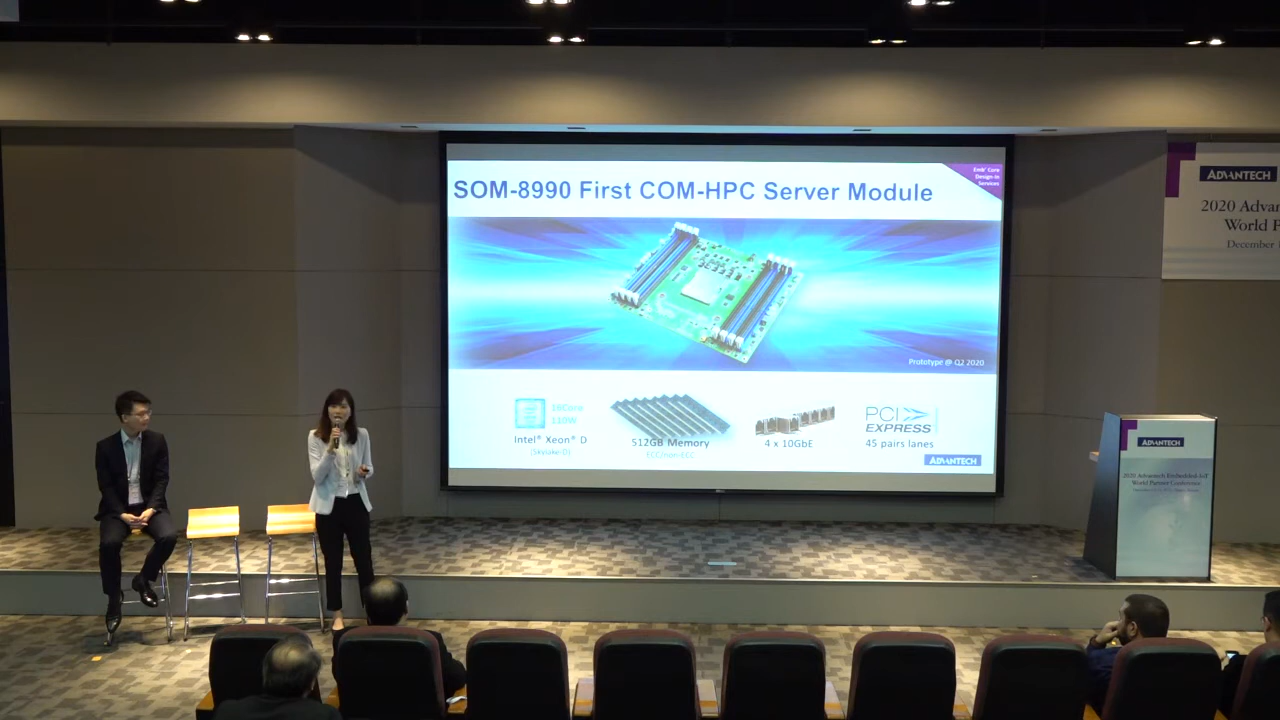 Emb' Core
Design-In
Services
SOM-8990 First COM-HPC Server Module
Prototype @ Q2 2020
16Core
110W
Intel® Xeon® D
(Skylake-D)
512GB Memory
ECC/non-ECC
4 x 10GbE
PCI
EXPRESS
45 pairs lanes
ADVANTECH
ADVANTECH
2020 Advan
World P
December
ADVANTECH
2020 Advantech Embedded-IoT
World Partner Conference